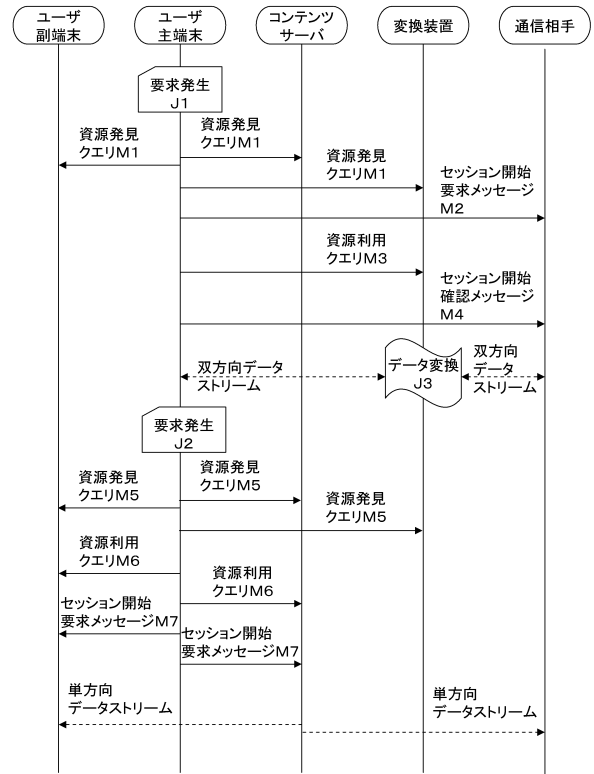 ユーザ
副端末
ユーザ
主端末
コンテンツ
サーバ
変換装置
通信相手
要求発生
J1
資源発見
クエリM1
資源発見
クエリM1
資源発見
クエリM1
セッション開始
要求メッセージ
M2
資源利用
クエリM3
セッション開始
確認メッセージ
M4
双方向データ
ストリーム
データ変換
J3
双方向
データ
ストリーム
要求発生
J2
資源発見
クエリM5
資源発見
クエリM5
資源発見
クエリM5
資源利用
クエリM6
資源利用
クエリM6
セッション開始
要求メッセージM7
セッション開始
要求メッセージM7
単方向
データストリーム
単方向
データストリーム